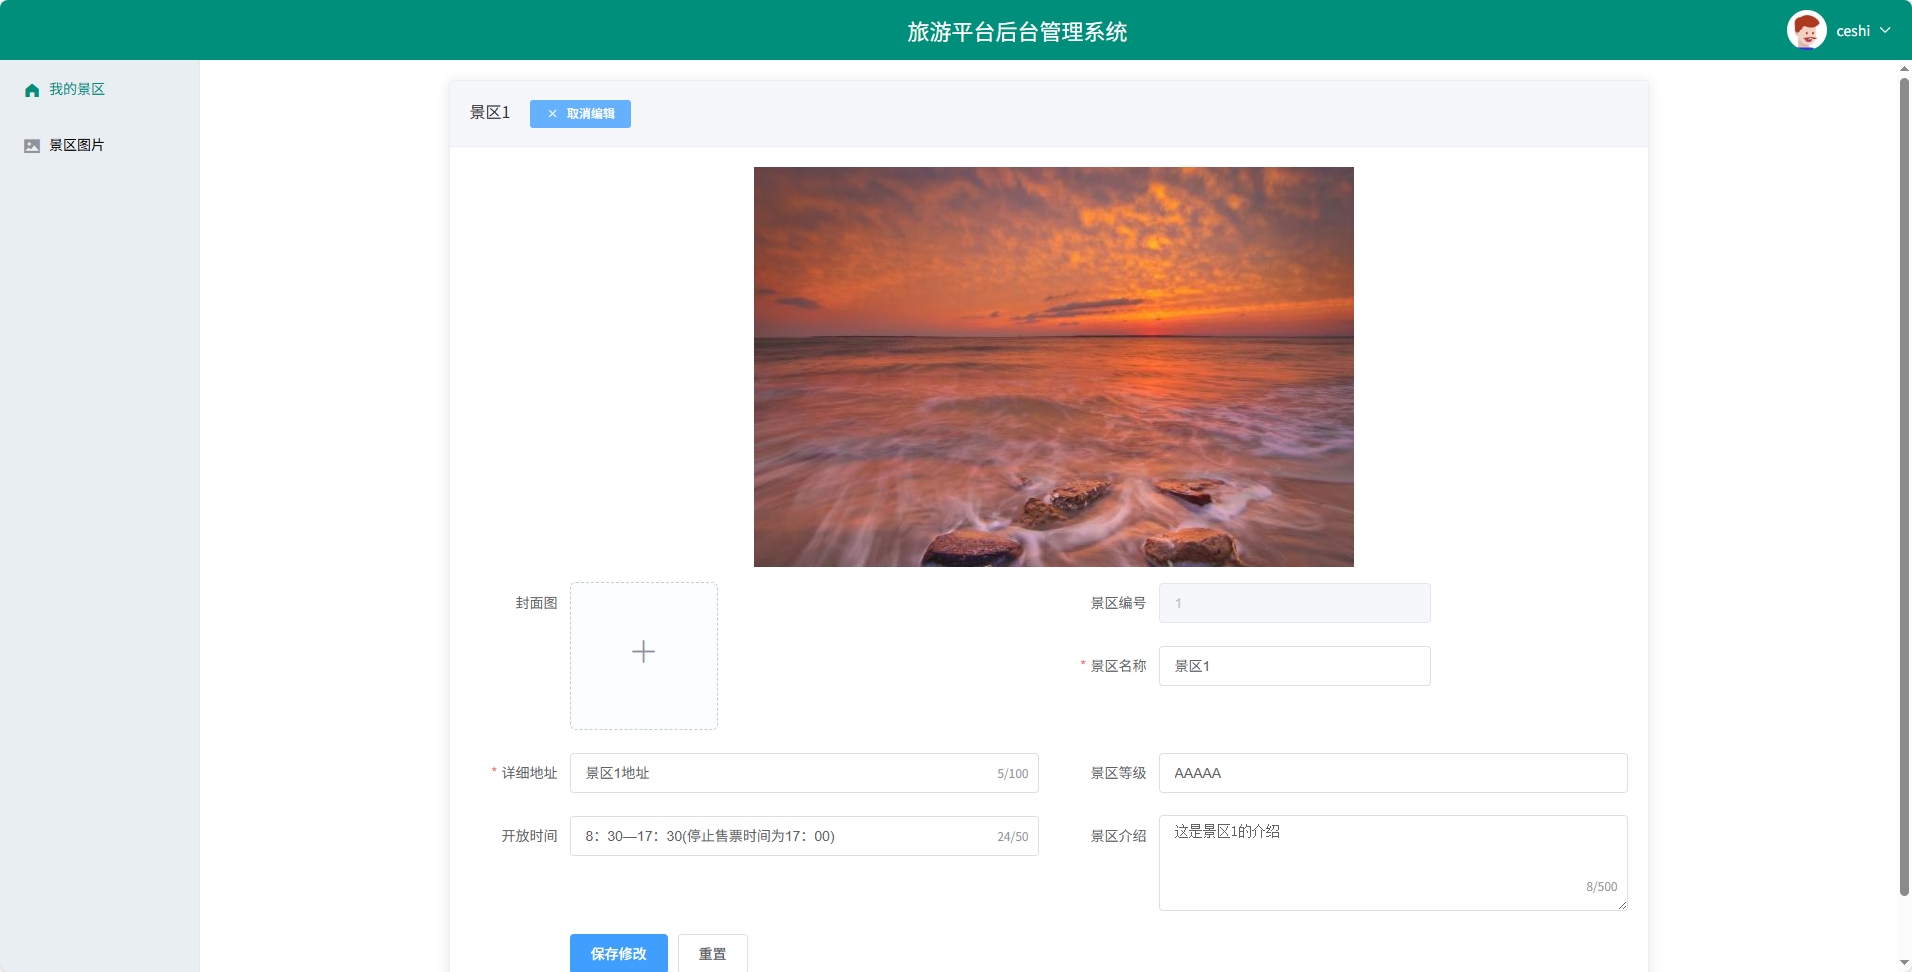 旅游平台后台管理系统
ceshi
我的景区
景区图片
景区1
取消编辑
封面图
景区编号
1
* 景区名称
景区1
* 详细地址
景区1地址
5/100
景区等级
AAAAA
开放时间
8：30—17：30(停止售票时间为17：00)
24/50
景区介绍
这是景区1的介绍
8/500
保存修改
重置